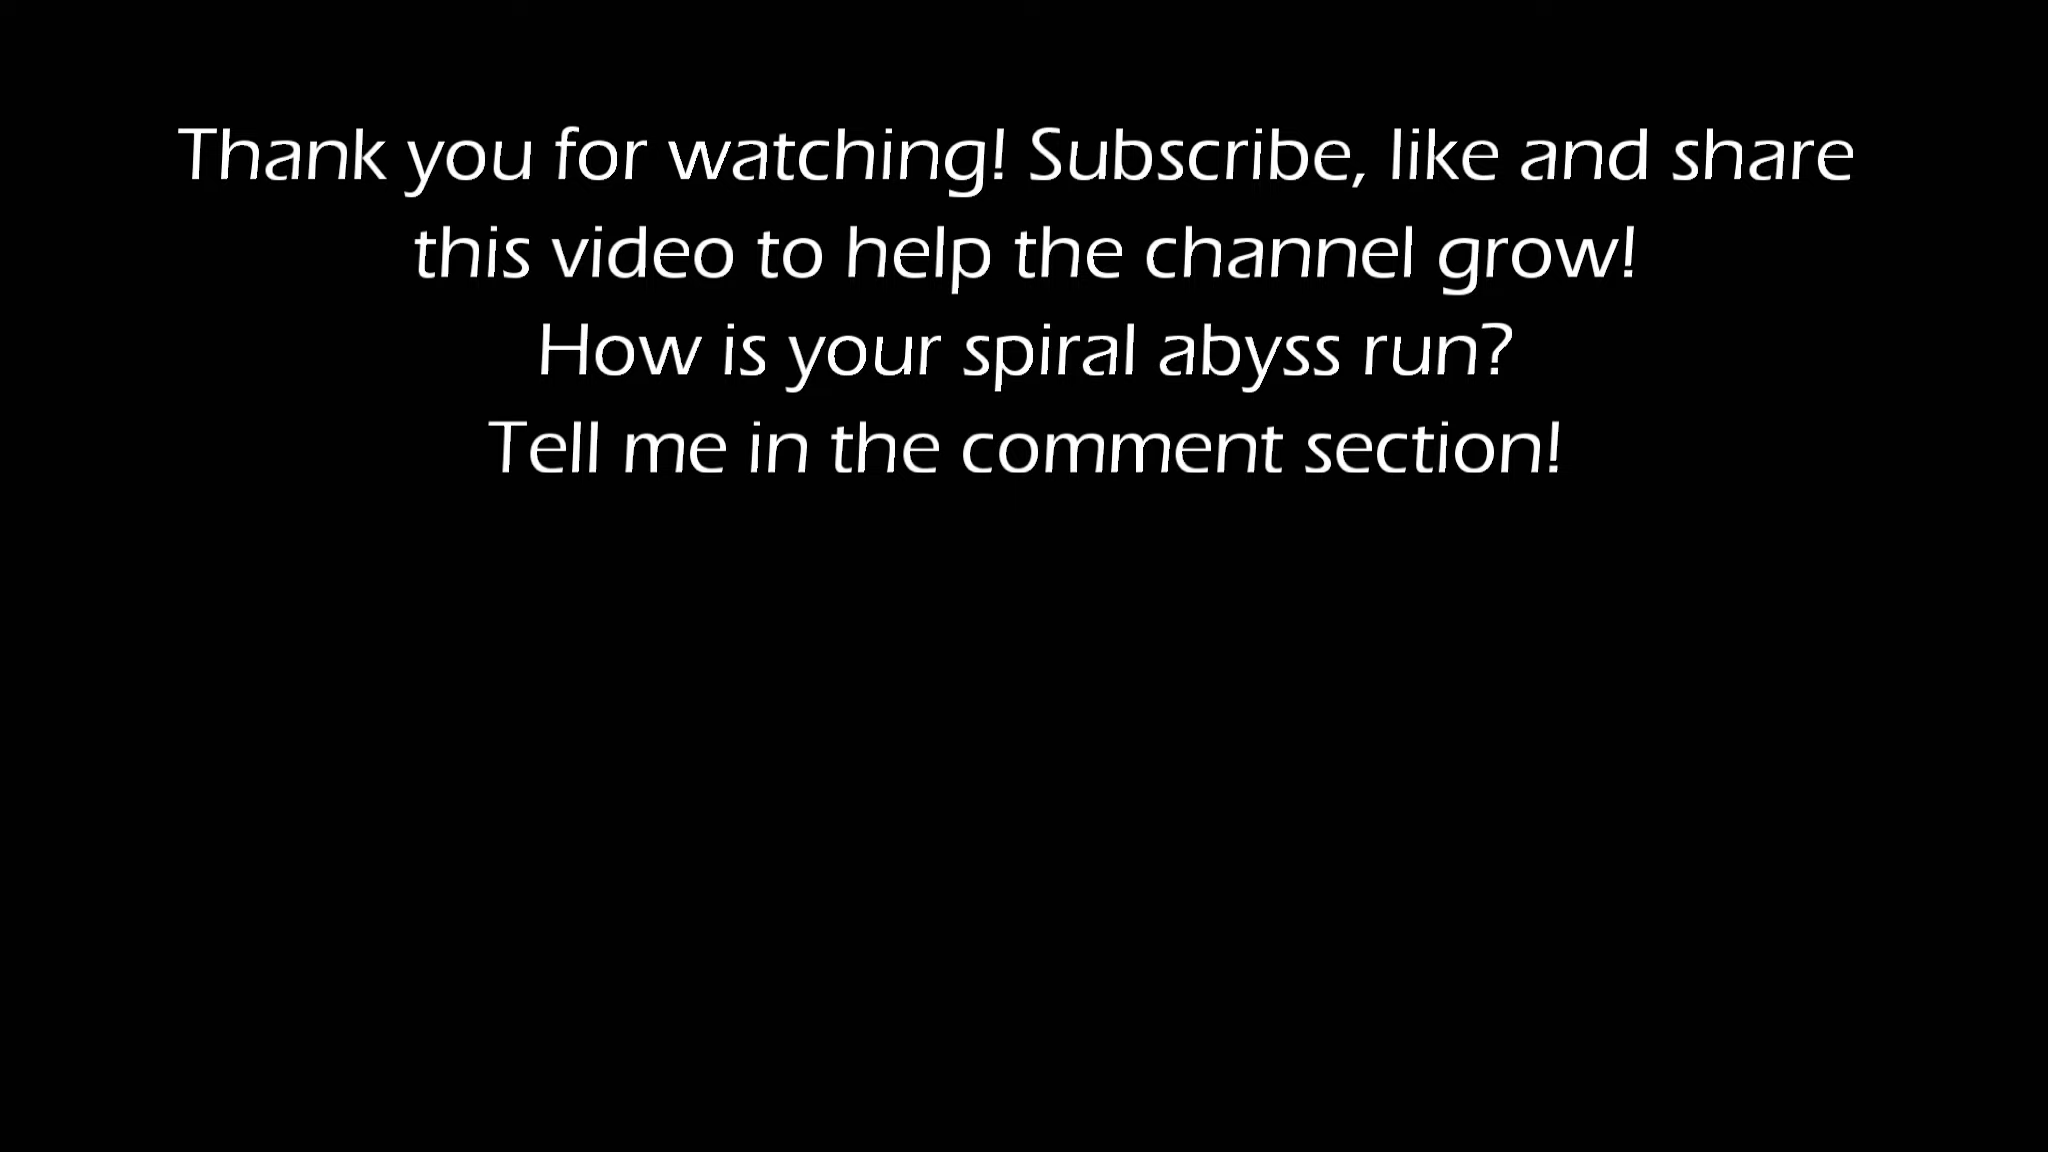 Thank you for watching! Subscribe, like and share
this video to help the channel grow!
How is your spiral abyss run?
Tell me in the comment section!